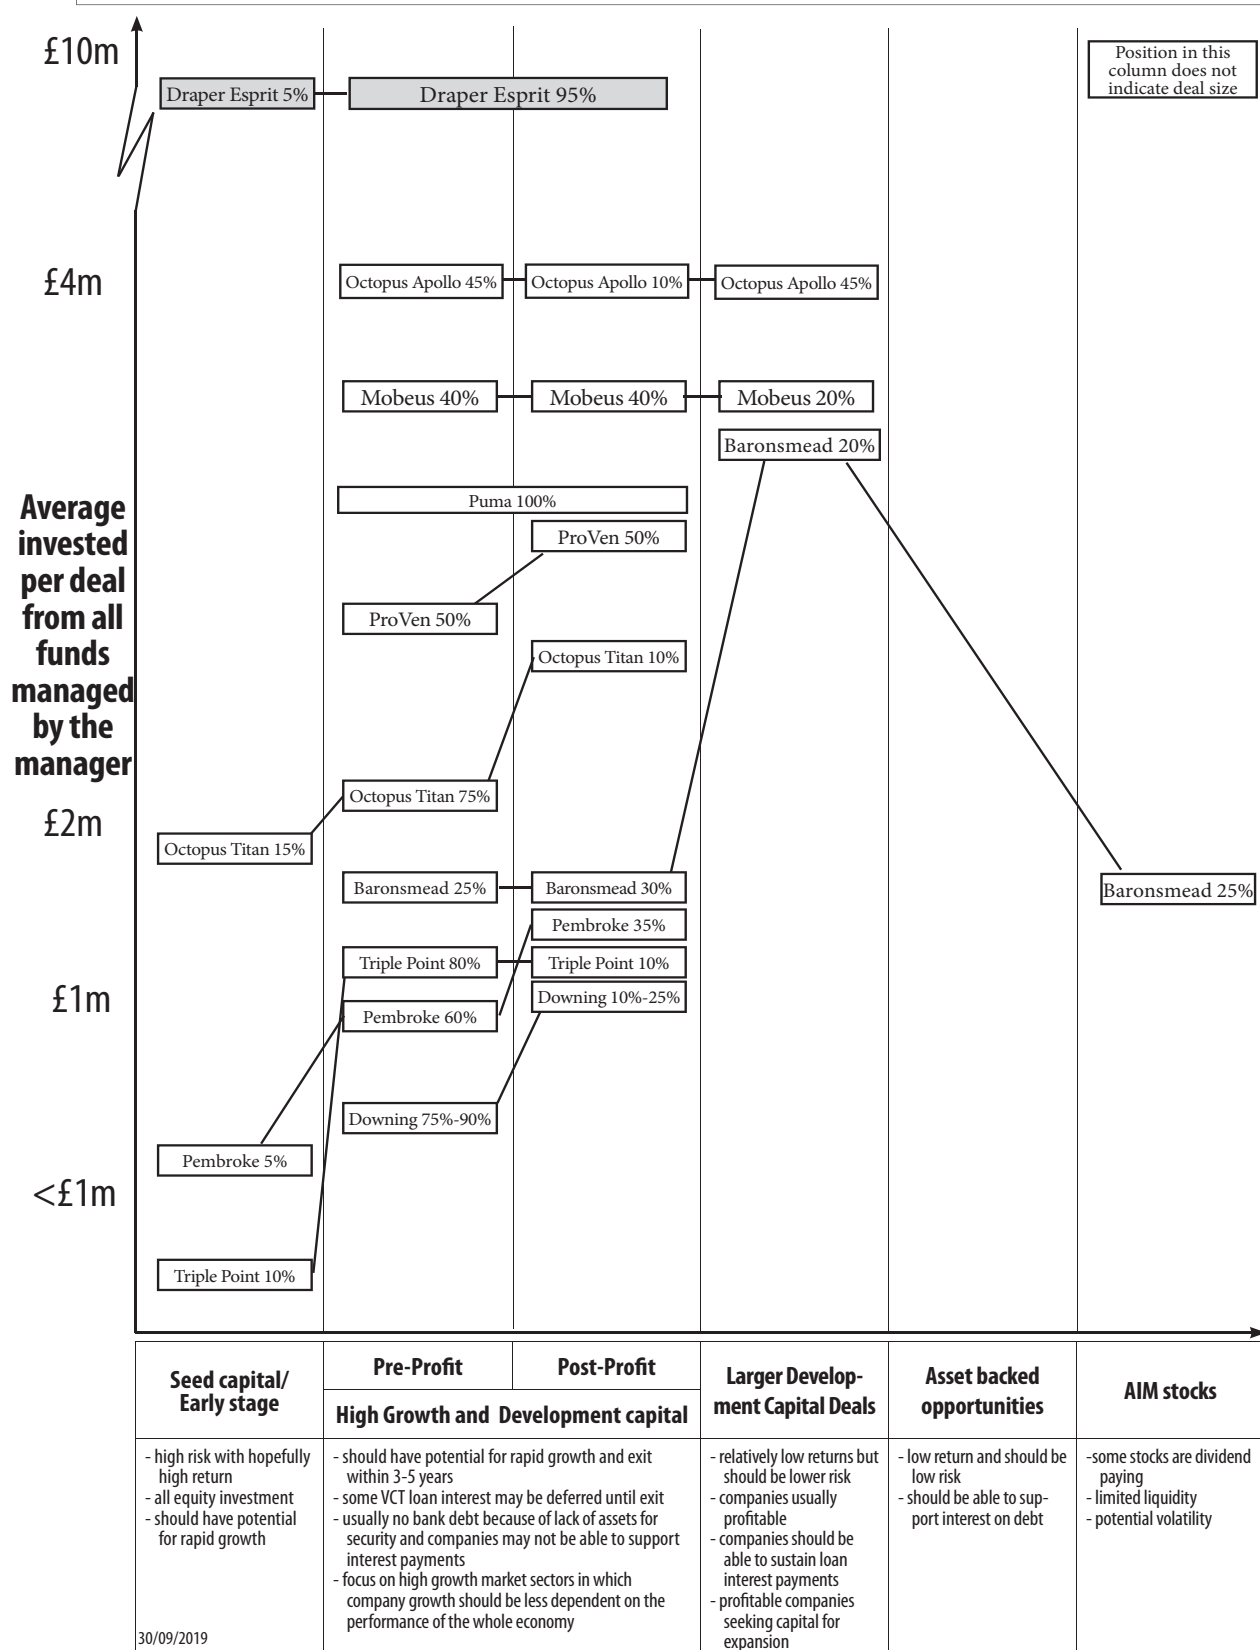 £10m
Position in this
column does not
indicate deal size
Draper Esprit 5%
Draper Esprit 95%
£4m
Octopus Apollo 45%
Octopus Apollo 10%
Octopus Apollo 45%
Mobeus 40%
Mobeus 40%
Mobeus 20%
Baronsmead 20%
Average
invested
per deal
from all
funds
managed
by the
manager
Puma 100%
ProVen 50%
ProVen 50%
Octopus Titan 10%
Octopus Titan 75%
£2m
Octopus Titan 15%
Baronsmead 25%
Baronsmead 30%
Baronsmead 25%
Pembroke 35%
Triple Point 80%
Triple Point 10%
£1m
Downing 10%-25%
Pembroke 60%
Downing 75%-90%
Pembroke 5%
<£1m
Triple Point 10%
Seed capital/
Early stage
Pre-Profit
Post-Profit
High Growth and Development capital
Larger Develop-
ment Capital Deals
Asset backed
opportunities
AIM stocks
- high risk with hopefully
high return
- all equity investment
- should have potential
for rapid growth
- should have potential for rapid growth and exit
within 3-5 years
- some VCT loan interest may be deferred until exit
- usually no bank debt because of lack of assets for
security and companies may not be able to support
interest payments
- focus on high growth market sectors in which
company growth should be less dependent on the
performance of the whole economy
- relatively low returns but
should be lower risk
- companies usually
profitable
- companies should be
able to sustain loan
interest payments
- profitable companies
seeking capital for
expansion
- low return and should be
low risk
- should be able to sup-
port interest on debt
-some stocks are dividend
paying
- limited liquidity
- potential volatility
30/09/2019